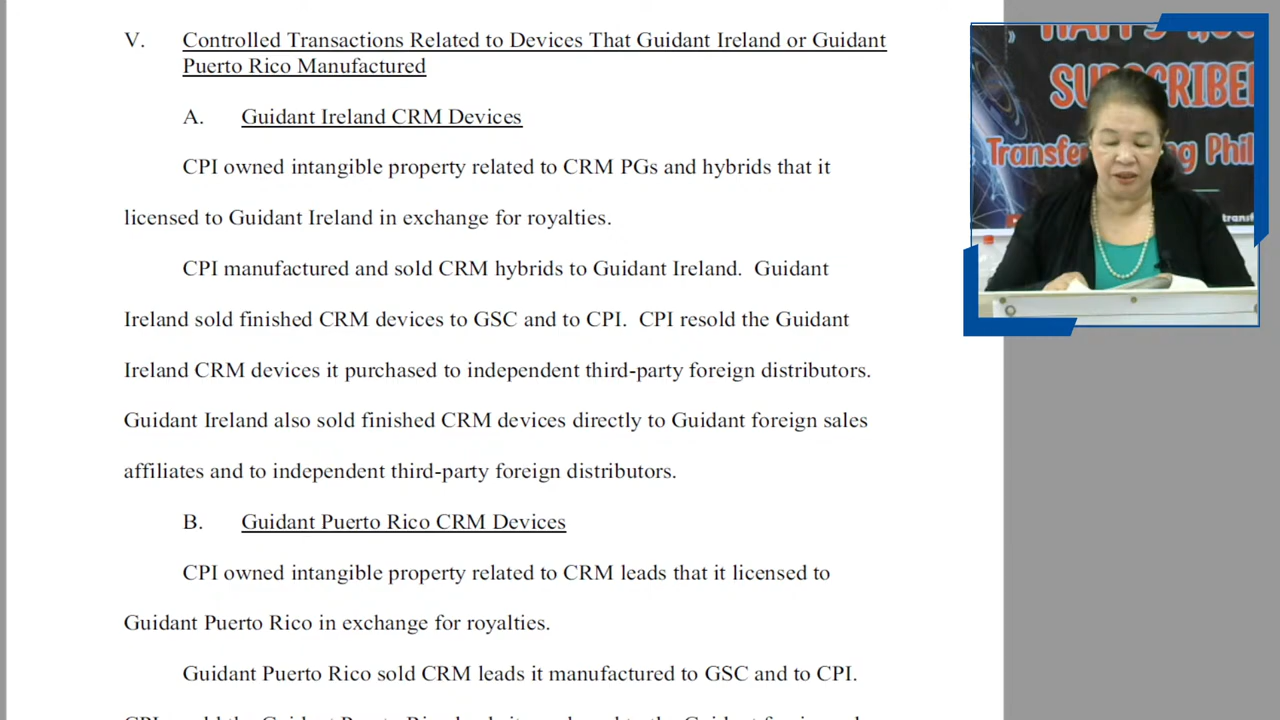 V. Controlled Transactions Related to Devices That Guidant Ireland or Guidant
Puerto Rico Manufactured
A. Guidant Ireland CRM Devices
CPI owned intangible property related to CRM PGs and hybrids that it
licensed to Guidant Ireland in exchange for royalties.
CPI manufactured and sold CRM hybrids to Guidant Ireland. Guidant
Ireland sold finished CRM devices to GSC and to CPI. CPI resold the Guidant
Ireland CRM devices it purchased to independent third-party foreign distributors.
Guidant Ireland also sold finished CRM devices directly to Guidant foreign sales
affiliates and to independent third-party foreign distributors.
B. Guidant Puerto Rico CRM Devices
CPI owned intangible property related to CRM leads that it licensed to
Guidant Puerto Rico in exchange for royalties.
Guidant Puerto Rico sold CRM leads it manufactured to GSC and to CPI.